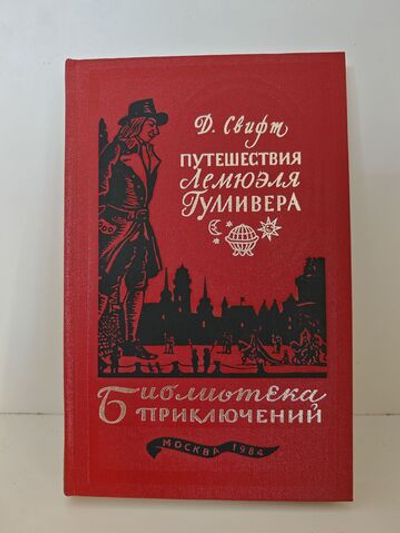 Д. Свифт
ПУТЕШЕСТВИЯ
Лемюэля
Гулливера
Библиотека
приключений
МОСКВА 1984